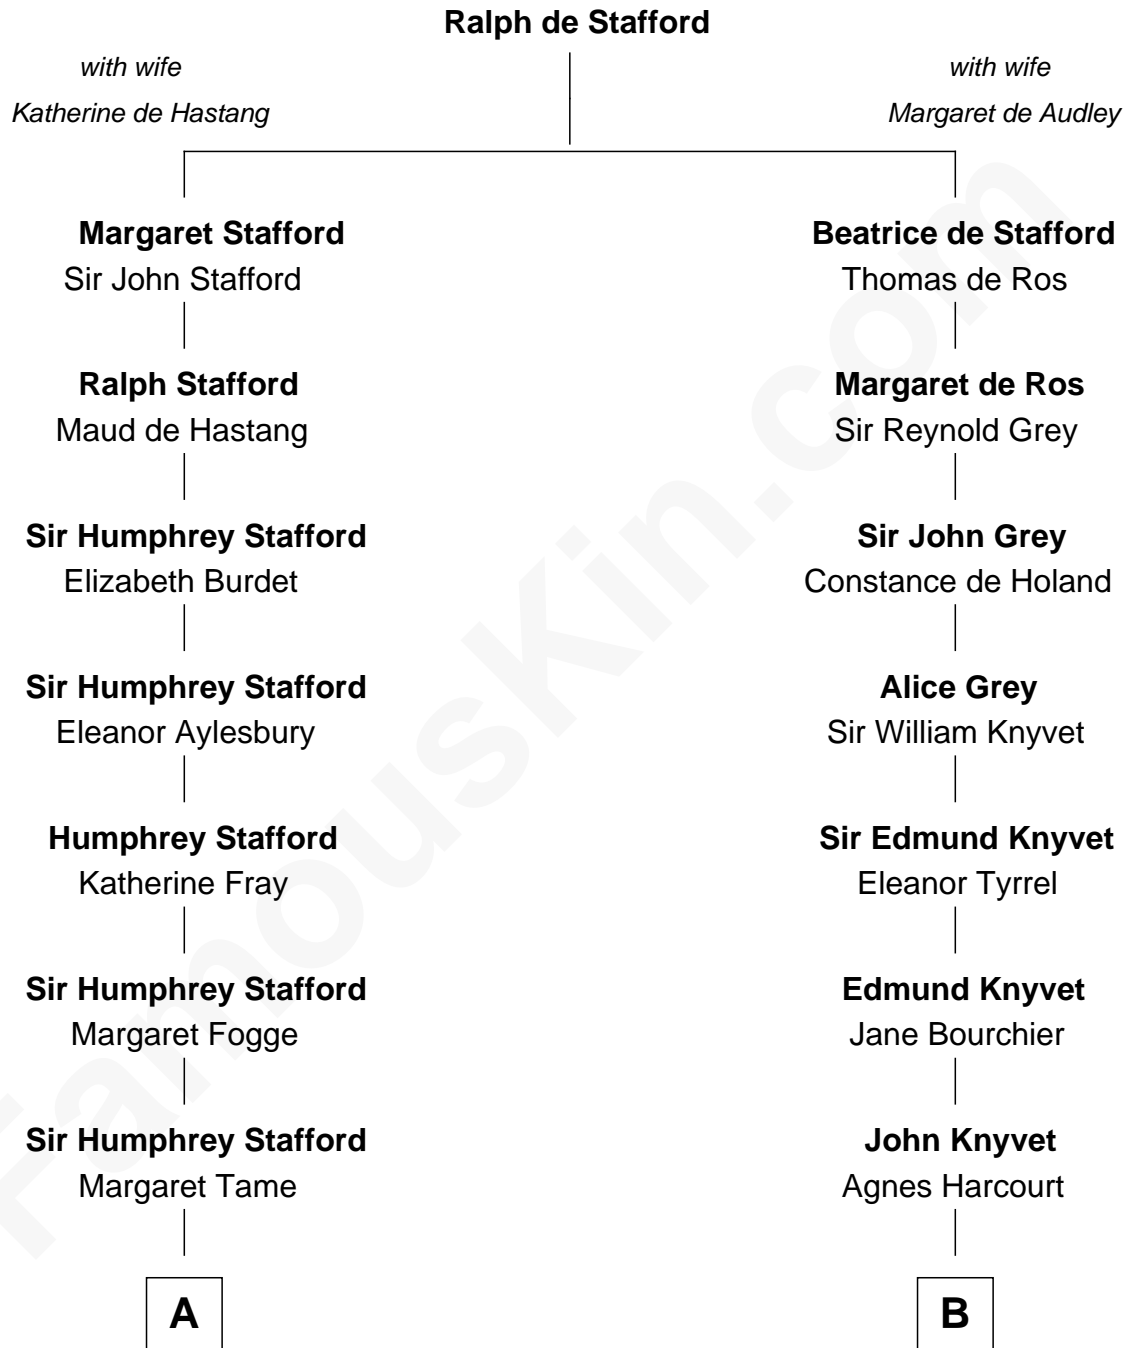 Ralph de Stafford
with wife
Katherine de Hastang
with wife
Margaret de Audley
Margaret Stafford
Sir John Stafford
Beatrice de Stafford
Thomas de Ros
Ralph Stafford
Maud de Hastang
Margaret de Ros
Sir Reynold Grey
Sir Humphrey Stafford
Elizabeth Burdet
Sir John Grey
Constance de Holand
Sir Humphrey Stafford
Eleanor Aylesbury
Alice Grey
Sir William Knyvet
Humphrey Stafford
Katherine Fray
Sir Edmund Knyvet
Eleanor Tyrrel
Sir Humphrey Stafford
Margaret Fogge
Edmund Knyvet
Jane Bourchier
Sir Humphrey Stafford
Margaret Tame
John Knyvet
Agnes Harcourt
A
B
FamousKin.com